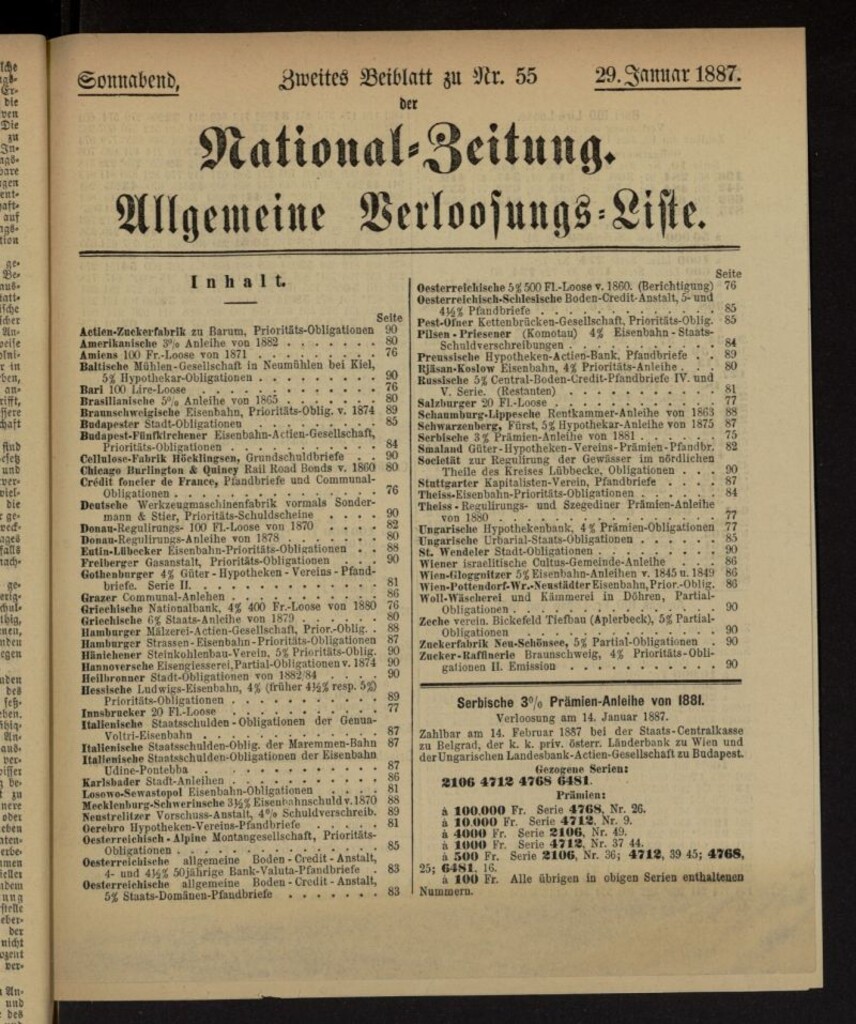 Sonnabend,
Zweites Beiblatt zu Nr. 55
29. Januar 1887.
der
National-Zeitung.
Allgemeine Verloosungs-Liste.
Inhalt.
Seite
Actien-Zuckerfabrik zu Barum, Prioritäts-Obligationen 90
Amerikanische 3% Anleihe von 1882 . . . . . . . 80
Amiens 100 Fr.-Loose von 1871 . . . . . . . . 76
Baltische Mühlen-Gesellschaft in Neumühlen bei Kiel,
5% Hypothekar-Obligationen . . . . . . . . 90
Bari 100 Lire-Loose . . . . . . . . . . . 76
Brasilianische 5% Anleihe von 1865 . . . . . . . 80
Braunschweigische Eisenbahn, Prioritäts-Oblig. v. 1874 89
Budapester Stadt-Obligationen . . . . . . . . 85
Budapest-Fünfkirchener Eisenbahn-Actien-Gesellschaft,
Prioritäts-Obligationen . . . . . . . . . . 84
Cellulose-Fabrik Höcklingsen, Grundschuldbriefe . . 90
Chicago Burlington & Quiney Rail Road Bonds v. 1860 80
Crédit foncier de France, Pfandbriefe und Communal-
Obligationen . . . . . . . . . . . . . 76
Deutsche Werkzeugmaschinenfabrik vormals Sonder-
mann & Stier, Prioritäts-Schuldscheine . . . . 90
Donau-Regulirungs- 100 Fl.-Loose von 1870 . . . . 82
Donau-Regulirungs-Anleihe von 1878 . . . . . . 80
Eutin-Lübecker Eisenbahn-Prioritäts-Obligationen . . 88
Freiberger Gasanstalt, Obligationen . . . . . . . 90
Gothenburger 4% Güter-Hypotheken-Vereins-Pfand-
briefe. Serie II. . . . . . . . . . . . 81
Grazer Communal-Anlehen . . . . . . . . . 86
Griechische Nationalbank, 4% 400 Fr.-Loose von 1880 76
Griechische 6% Staats-Anleihe von 1879 . . . . . 80
Hamburger Mälzerei-Actien-Gesellschaft, Prior.-Oblig. . 88
Hamburger Strassen-Eisenbahn-Prioritäts-Obligationen 87
Hänichener Steinkohlenbau-Verein, 5% Prioritäts-Oblig. 90
Hannoversche Eisengiesserei, Partial-Obligationen v. 1874 90
Heilbronner Stadt-Obligationen von 1882/84 . . . . 90
Hessische Ludwigs-Eisenbahn, 4% (früher 4½% resp. 5%)
Prioritäts-Obligationen . . . . . . . . . . 89
Innsbrucker 20 Fl.-Loose . . . . . . . . . . 77
Italienische Staatsschulden-Obligationen der Genua-
Voltri-Eisenbahn . . . . . . . . . . . . 87
Italienische Staatsschulden-Oblig. der Maremmen-Bahn 87
Italienische Staatsschulden-Obligationen der Eisenbahn
Udine-Pontebba . . . . . . . . . . . . 87
Karlsbader Stadt-Anleihen . . . . . . . . . 86
Losowo-Sewastopol Eisenbahn-Obligationen . . . . 81
Mecklenburg-Schwerinsche 3½% Eisenbahnschuld v. 1870 88
Neustrelitzer Vorschuss-Anstalt, 4% Schuldverschreib. 89
Oerebro Hypotheken-Vereins-Pfandbriefe . . . . . 81
Oesterreichisch-Alpine Montangesellschaft, Prioritäts-
Obligationen . . . . . . . . . . . . . 85
Oesterreichische allgemeine Boden-Credit-Anstalt,
4- und 4½% 50jährige Bank-Valuta-Pfandbriefe . 83
Oesterreichische allgemeine Boden-Credit-Anstalt,
5% Staats-Domänen-Pfandbriefe . . . . . . . 83
Seite
Oesterreichische 5% 500 Fl.-Loose v. 1860. (Berichtigung) 76
Oesterreichisch-Schlesische Boden-Credit-Anstalt, 5- und
4½% Pfandbriefe . . . . . . . . . . . . 85
Pest-Ofner Kettenbrücken-Gesellschaft, Prioritäts-Oblig. 85
Pilsen-Priesener (Komotau) 4% Eisenbahn-Staats-
Schuldverschreibungen . . . . . . . . . . 84
Preussische Hypotheken-Actien-Bank, Pfandbriefe . . 89
Rjäsan-Koslow Eisenbahn, 4% Prioritäts-Anleihe . . . 80
Russische 5% Central-Boden-Credit-Pfandbriefe IV. und
V. Serie. (Restanten) . . . . . . . . . . 81
Salzburger 20 Fl.-Loose . . . . . . . . . . 77
Schaumburg-Lippesche Rentkammer-Anleihe von 1863 88
Schwarzenberg, Fürst, 5% Hypothekar-Anleihe von 1875 87
Serbische 3% Prämien-Anleihe von 1881 . . . . . 75
Smaland Güter-Hypotheken-Vereins-Prämien-Pfandbr. 82
Societät zur Regulirung der Gewässer im nördlichen
Theile des Kreises Lübbecke, Obligationen . . . 90
Stuttgarter Kapitalisten-Verein, Pfandbriefe . . . . 87
Theiss-Eisenbahn-Prioritäts-Obligationen . . . . . 84
Theiss-Regulirungs- und Szegediner Prämien-Anleihe
von 1880 . . . . . . . . . . . . . . 77
Ungarische Hypothekenbank, 4% Prämien-Obligationen 77
Ungarische Urbarial-Staats-Obligationen . . . . . 85
St. Wendeler Stadt-Obligationen . . . . . . . . 90
Wiener israelitische Cultus-Gemeinde-Anleihe . . . . 86
Wien-Gloggnitzer 5% Eisenbahn-Anleihen v. 1845 u. 1849 86
Wien-Pottendorf-Wr.-Neustädter Eisenbahn, Prior.-Oblig. 86
Woll-Wäscherei und Kämmerei in Döhren, Partial-
Obligationen . . . . . . . . . . . . . 90
Zeche verein. Bickefeld Tiefbau (Aplerbeck), 5% Partial-
Obligationen . . . . . . . . . . . . . 90
Zuckerfabrik Neu-Schönsee, 5% Partial-Obligationen . 90
Zucker-Raffinerie Braunschweig, 4% Prioritäts-Obli-
gationen II. Emission . . . . . . . . . . 90
Serbische 3% Prämien-Anleihe von 1881.
Verloosung am 14. Januar 1887.
Zahlbar am 14. Februar 1887 bei der Staats-Centralkasse
zu Belgrad, der k. k. priv. österr. Länderbank zu Wien und
der Ungarischen Landesbank-Actien-Gesellschaft zu Budapest.
Gezogene Serien:
2106 4712 4768 6481.
Prämien:
à 100.000 Fr. Serie 4768, Nr. 26.
à 10.000 Fr. Serie 4712, Nr. 9.
à 4000 Fr. Serie 2106, Nr. 49.
à 1000 Fr. Serie 4712, Nr. 37 44.
à 500 Fr. Serie 2106, Nr. 36; 4712, 39 45; 4768,
25; 6481, 16.
à 100 Fr. Alle übrigen in obigen Serien enthaltenen
Nummern.